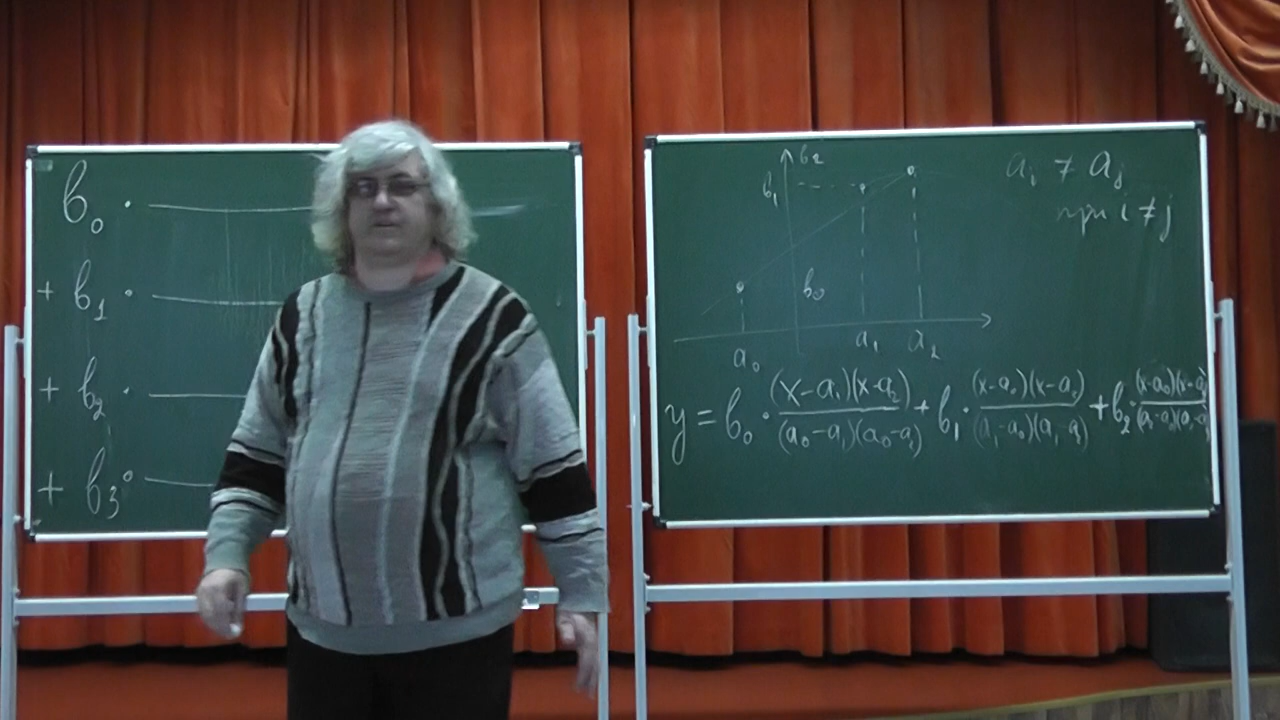 b₀ · ———
+ b₁ · ———
+ b₂ · ———
+ b₃ · ———
b₂
b₁
b₀
a₀ a₁ a₂
aᵢ ≠ aⱼ
при i ≠ j
y = b₀ · (x-a₁)(x-a₂)/(a₀-a₁)(a₀-a₂) + b₁ · (x-a₀)(x-a₂)/(a₁-a₀)(a₁-a₂) + b₂ · (x-a₀)(x-a₁)/(a₂-a₀)(a₂-a₁)